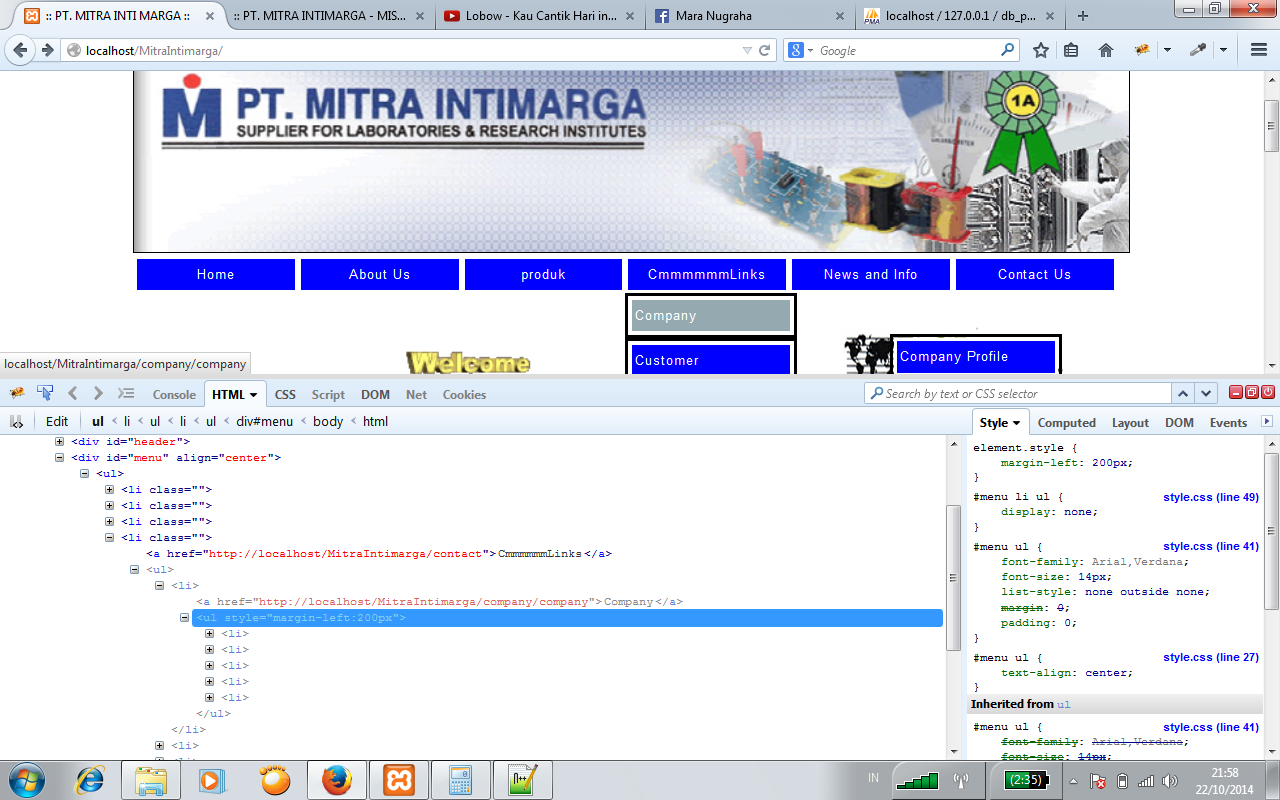 :: PT. MITRA INTI MARGA ::
:: PT. MITRA INTIMARGA - MIS...
Lobow - Kau Cantik Hari in...
Mara Nugraha
localhost / 127.0.0.1 / db_p...
localhost/MitraIntimarga/
Google
PT. MITRA INTIMARGA
SUPPLIER FOR LABORATORIES & RESEARCH INSTITUTES
1A
Home
About Us
produk
CmmmmmmLinks
News and Info
Contact Us
Company
Customer
Company Profile
Welcome
localhost/MitraIntimarga/company/company
Console
HTML
CSS
Script
DOM
Net
Cookies
Search by text or CSS selector
Edit
ul < li < ul < li < ul < div#menu < body < html
Style
Computed
Layout
DOM
Events
<div id="header">
<div id="menu" align="center">
<ul>
<li class="">
<li class="">
<li class="">
<li class="">
<a href="http://localhost/MitraIntimarga/contact">CmmmmmmLinks</a>
<ul>
<li>
<a href="http://localhost/MitraIntimarga/company/company">Company</a>
<ul style="margin-left:200px">
<li>
<li>
<li>
<li>
<li>
</ul>
</li>
<li>
element.style {
margin-left: 200px;
}
#menu li ul { style.css (line 49)
display: none;
}
#menu ul { style.css (line 41)
font-family: Arial,Verdana;
font-size: 14px;
list-style: none outside none;
margin: 0;
padding: 0;
}
#menu ul { style.css (line 27)
text-align: center;
}
Inherited from ul
#menu ul { style.css (line 41)
font-family: Arial,Verdana;
font-size: 14px;
IN
(2:35)
21:58
22/10/2014